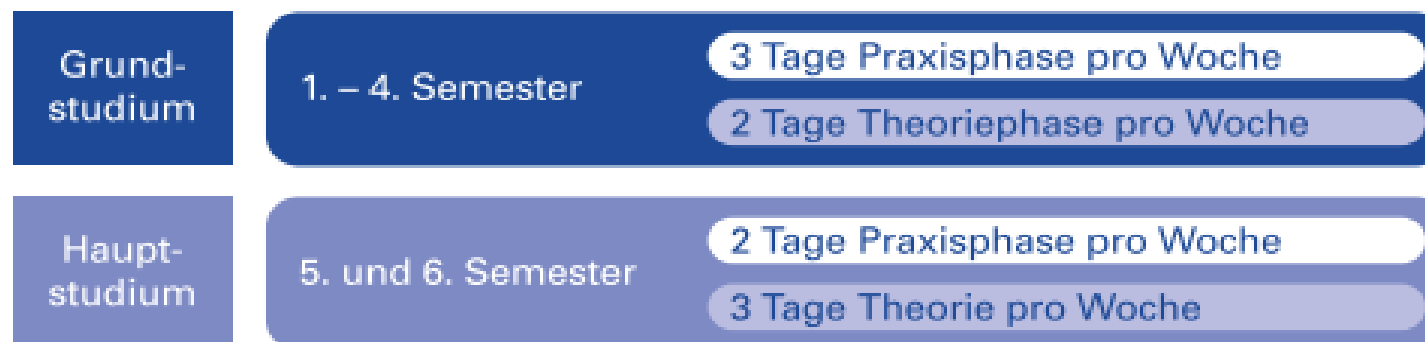 Grund-
studium
1. – 4. Semester
3 Tage Praxisphase pro Woche
2 Tage Theoriephase pro Woche
Haupt-
studium
5. und 6. Semester
2 Tage Praxisphase pro Woche
3 Tage Theorie pro Woche